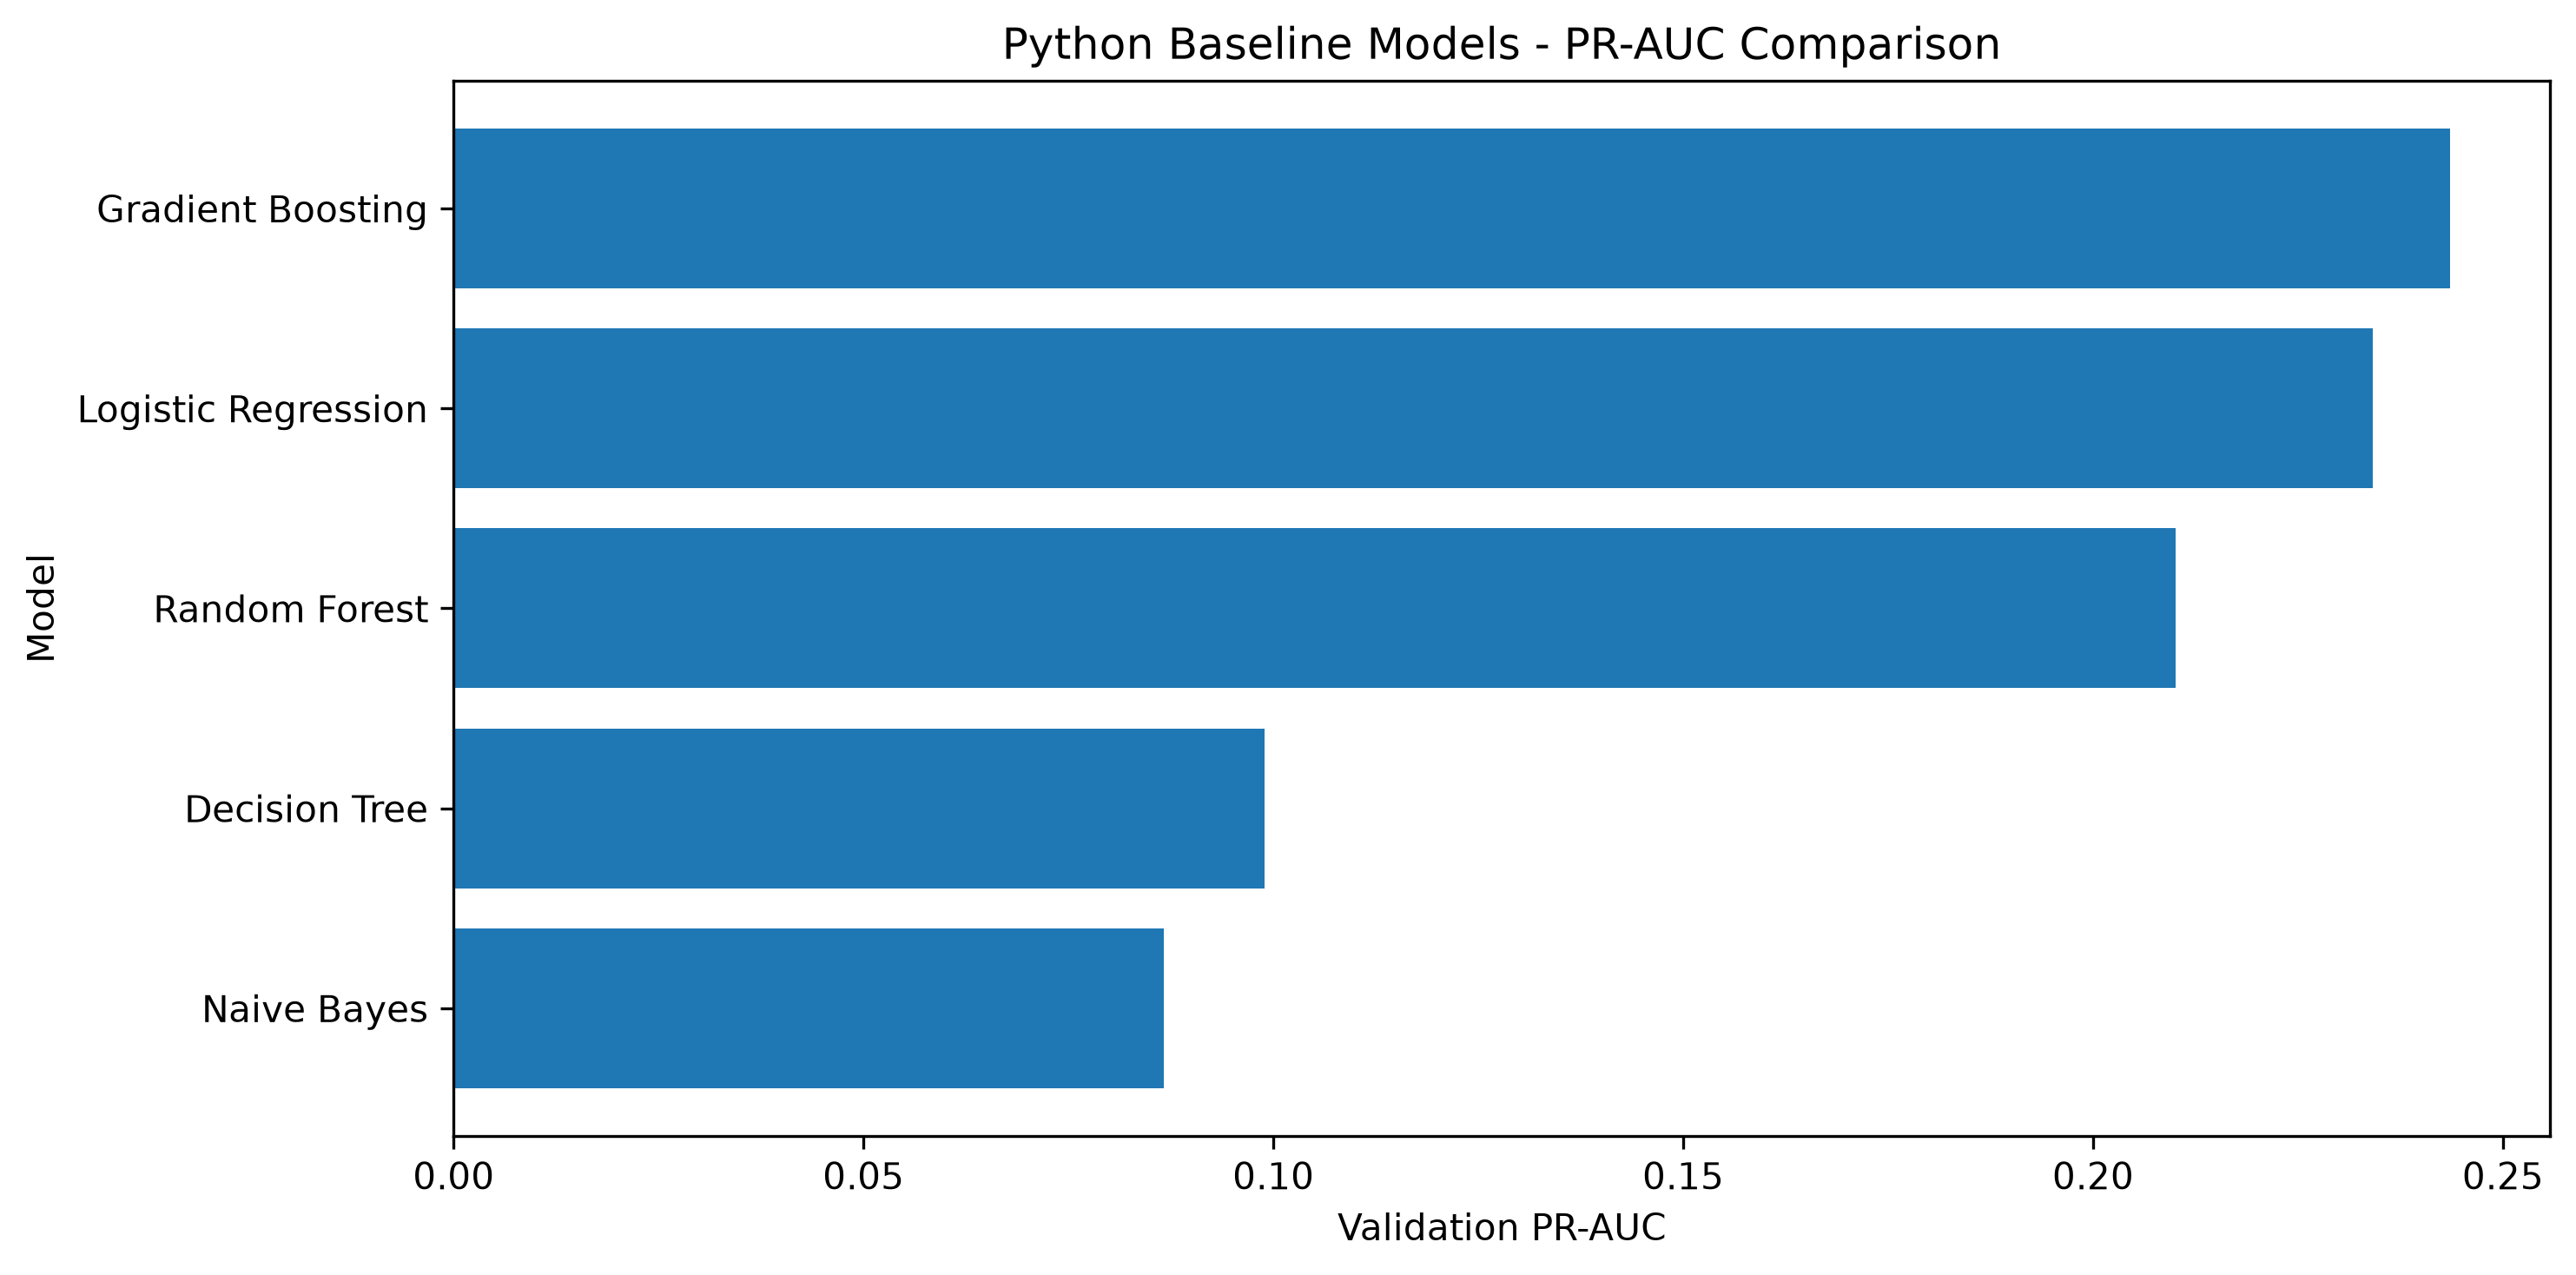 Python Baseline Models - PR-AUC Comparison
Model
Gradient Boosting
Logistic Regression
Random Forest
Decision Tree
Naive Bayes
0.00 0.05 0.10 0.15 0.20 0.25
Validation PR-AUC